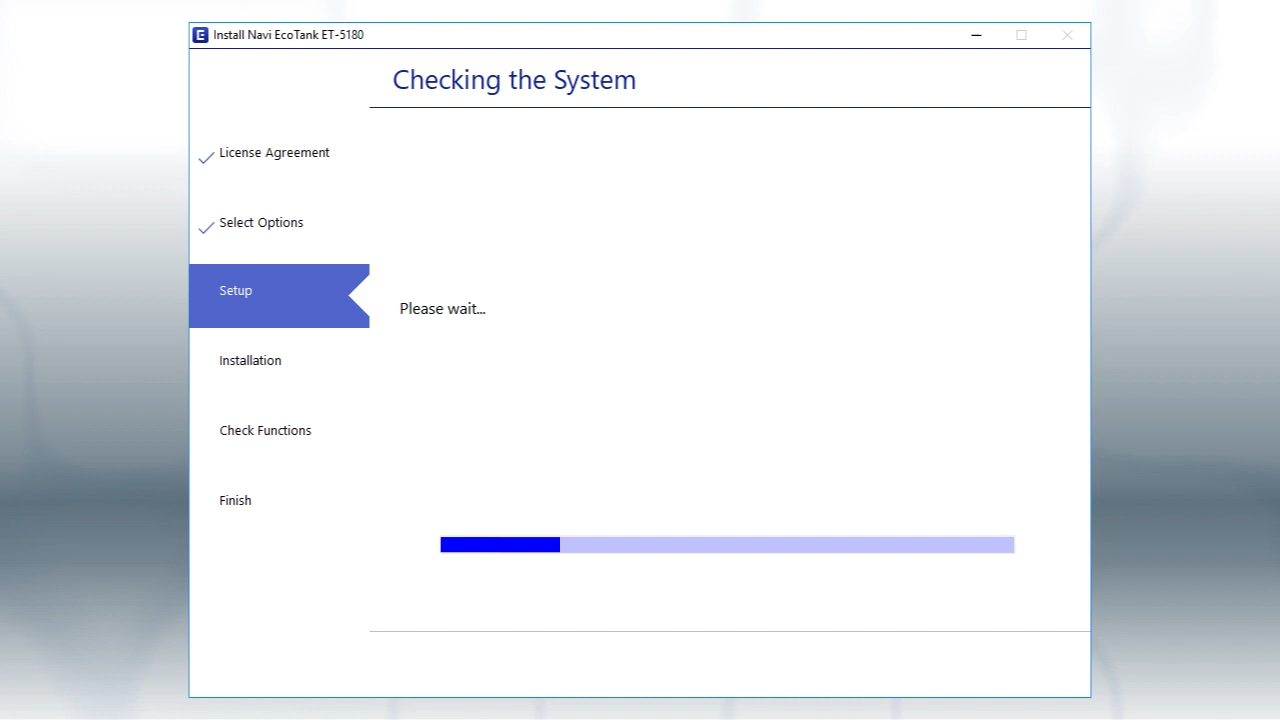 Install Navi EcoTank ET-5180
Checking the System
License Agreement
Select Options
Setup
Please wait...
Installation
Check Functions
Finish